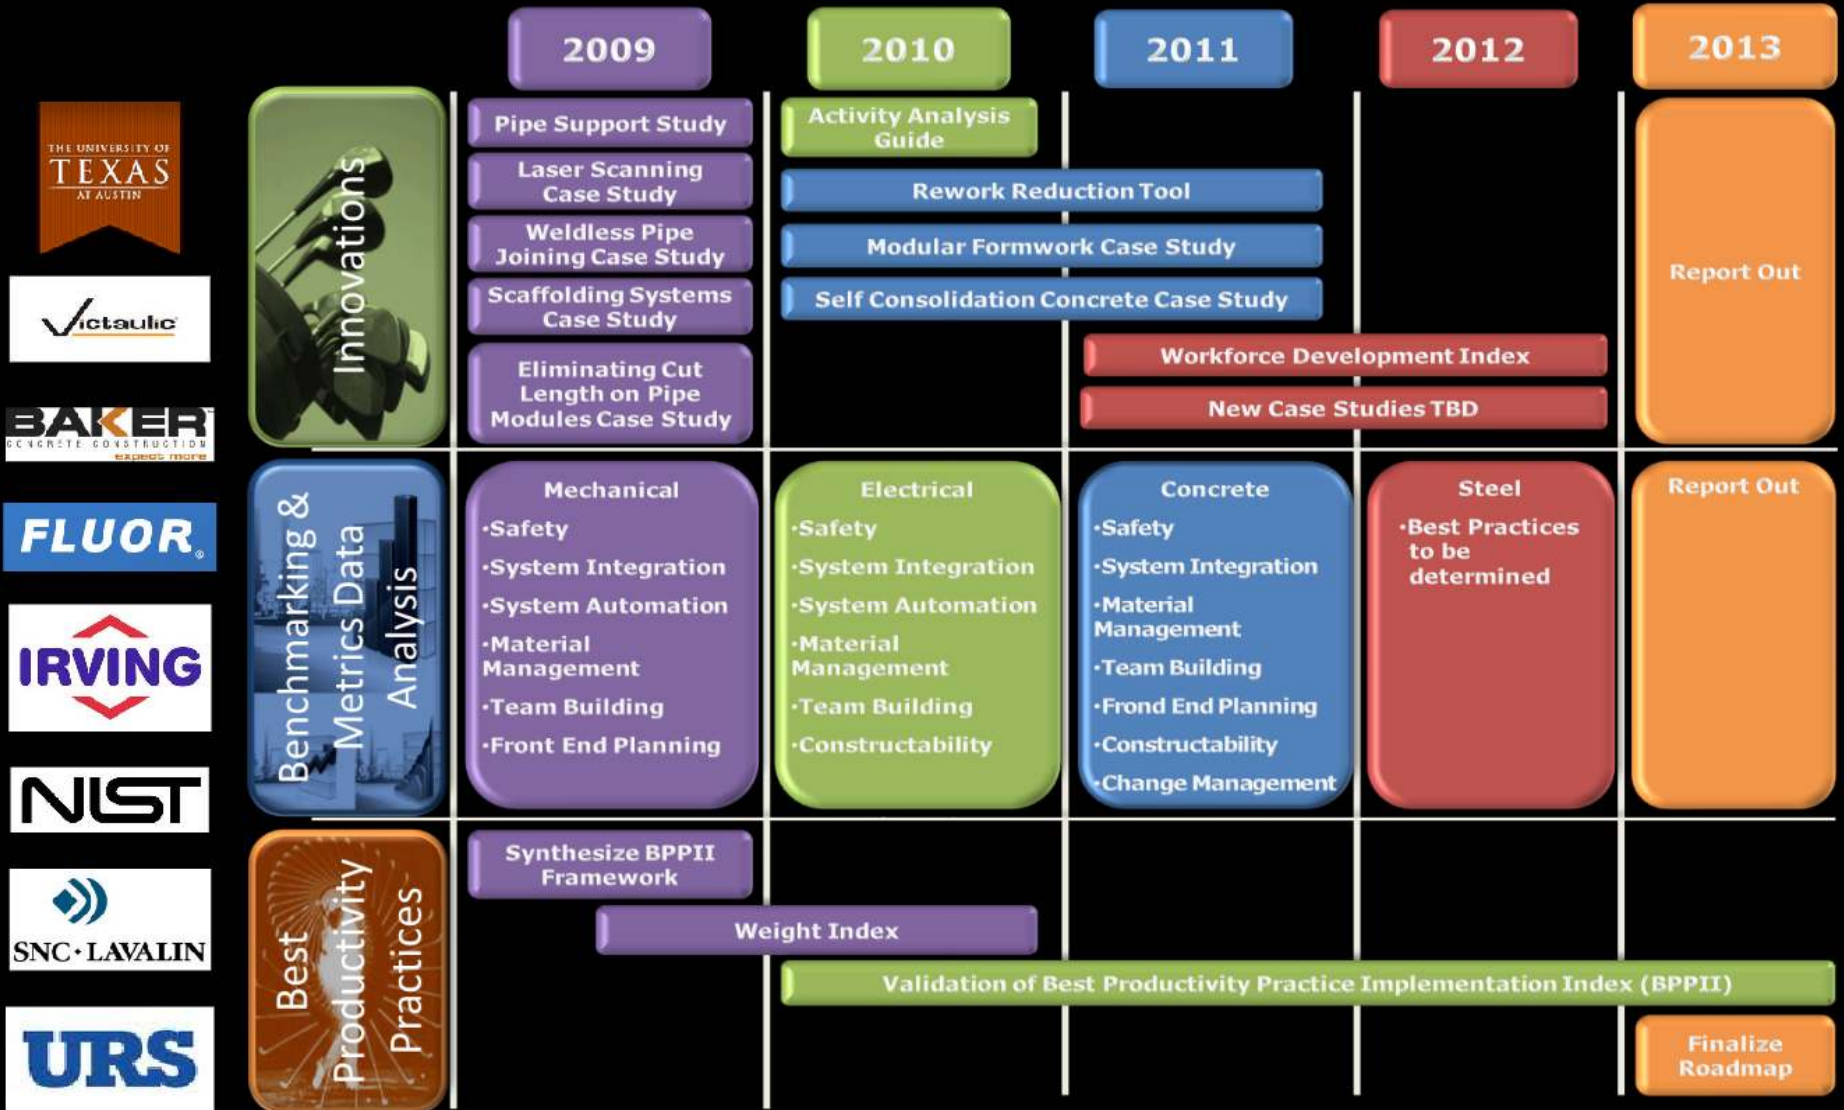 2009
2010
2011
2012
2013
THE UNIVERSITY OF
TEXAS
AT AUSTIN
Victaulic
BAKER
CONCRETE CONSTRUCTION
expect more
FLUOR®
IRVING
NIST
SNC·LAVALIN
URS
Innovations
Pipe Support Study
Laser Scanning
Case Study
Weldless Pipe
Joining Case Study
Scaffolding Systems
Case Study
Eliminating Cut
Length on Pipe
Modules Case Study
Activity Analysis
Guide
Rework Reduction Tool
Modular Formwork Case Study
Self Consolidation Concrete Case Study
Workforce Development Index
New Case Studies TBD
Report Out
Benchmarking &
Metrics Data
Analysis
Mechanical
·Safety
·System Integration
·System Automation
·Material
Management
·Team Building
·Front End Planning
Electrical
·Safety
·System Integration
·System Automation
·Material
Management
·Team Building
·Constructability
Concrete
·Safety
·System Integration
·Material
Management
·Team Building
·Frond End Planning
·Constructability
·Change Management
Steel
·Best Practices
to be
determined
Report Out
Best
Productivity
Practices
Synthesize BPPII
Framework
Weight Index
Validation of Best Productivity Practice Implementation Index (BPPII)
Finalize
Roadmap